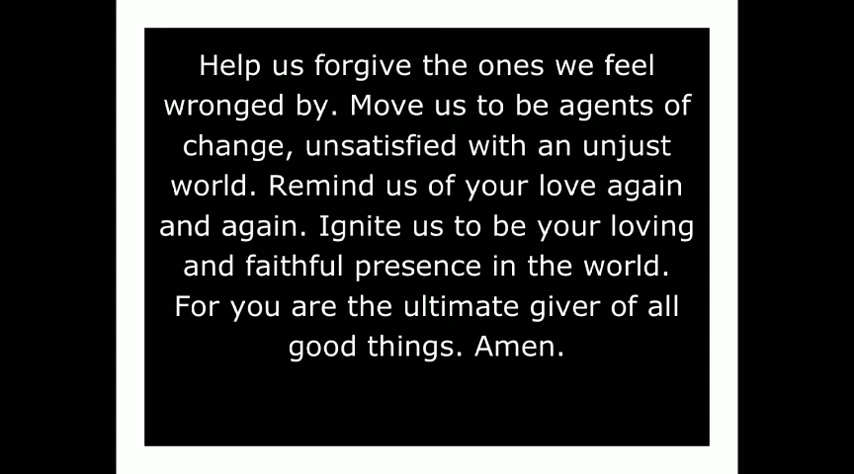 Help us forgive the ones we feel
wronged by. Move us to be agents of
change, unsatisfied with an unjust
world. Remind us of your love again
and again. Ignite us to be your loving
and faithful presence in the world.
For you are the ultimate giver of all
good things. Amen.